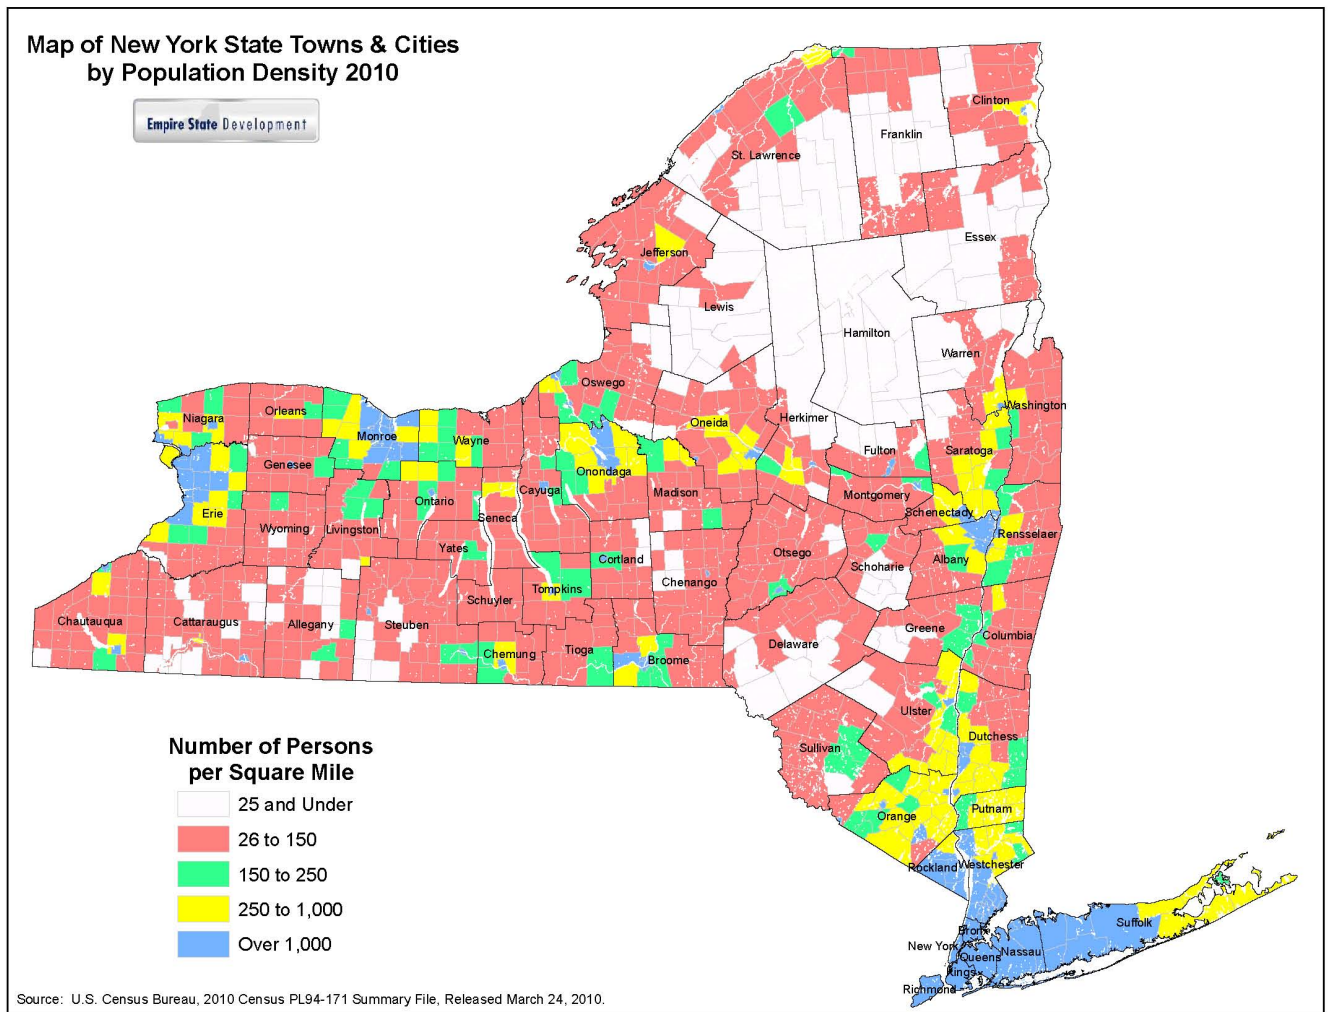 Map of New York State Towns & Cities
by Population Density 2010
Empire State Development
Clinton
Franklin
St. Lawrence
Essex
Jefferson
Lewis
Hamilton
Warren
Oswego
Washington
Oneida
Herkimer
Niagara
Orleans
Monroe
Wayne
Fulton
Saratoga
Genesee
Onondaga
Cayuga
Madison
Montgomery
Ontario
Schenectady
Erie
Seneca
Wyoming
Livingston
Rensselaer
Yates
Otsego
Cortland
Albany
Schoharie
Chenango
Tompkins
Schuyler
Chautauqua
Cattaraugus
Allegany
Steuben
Greene
Columbia
Delaware
Chemung
Tioga
Broome
Ulster
Dutchess
Sullivan
Number of Persons
per Square Mile
25 and Under
26 to 150
150 to 250
250 to 1,000
Over 1,000
Putnam
Orange
Rockland
Westchester
Suffolk
Bronx
New York
Nassau
Queens
Kings
Richmond
Source: U.S. Census Bureau, 2010 Census PL94-171 Summary File, Released March 24, 2010.